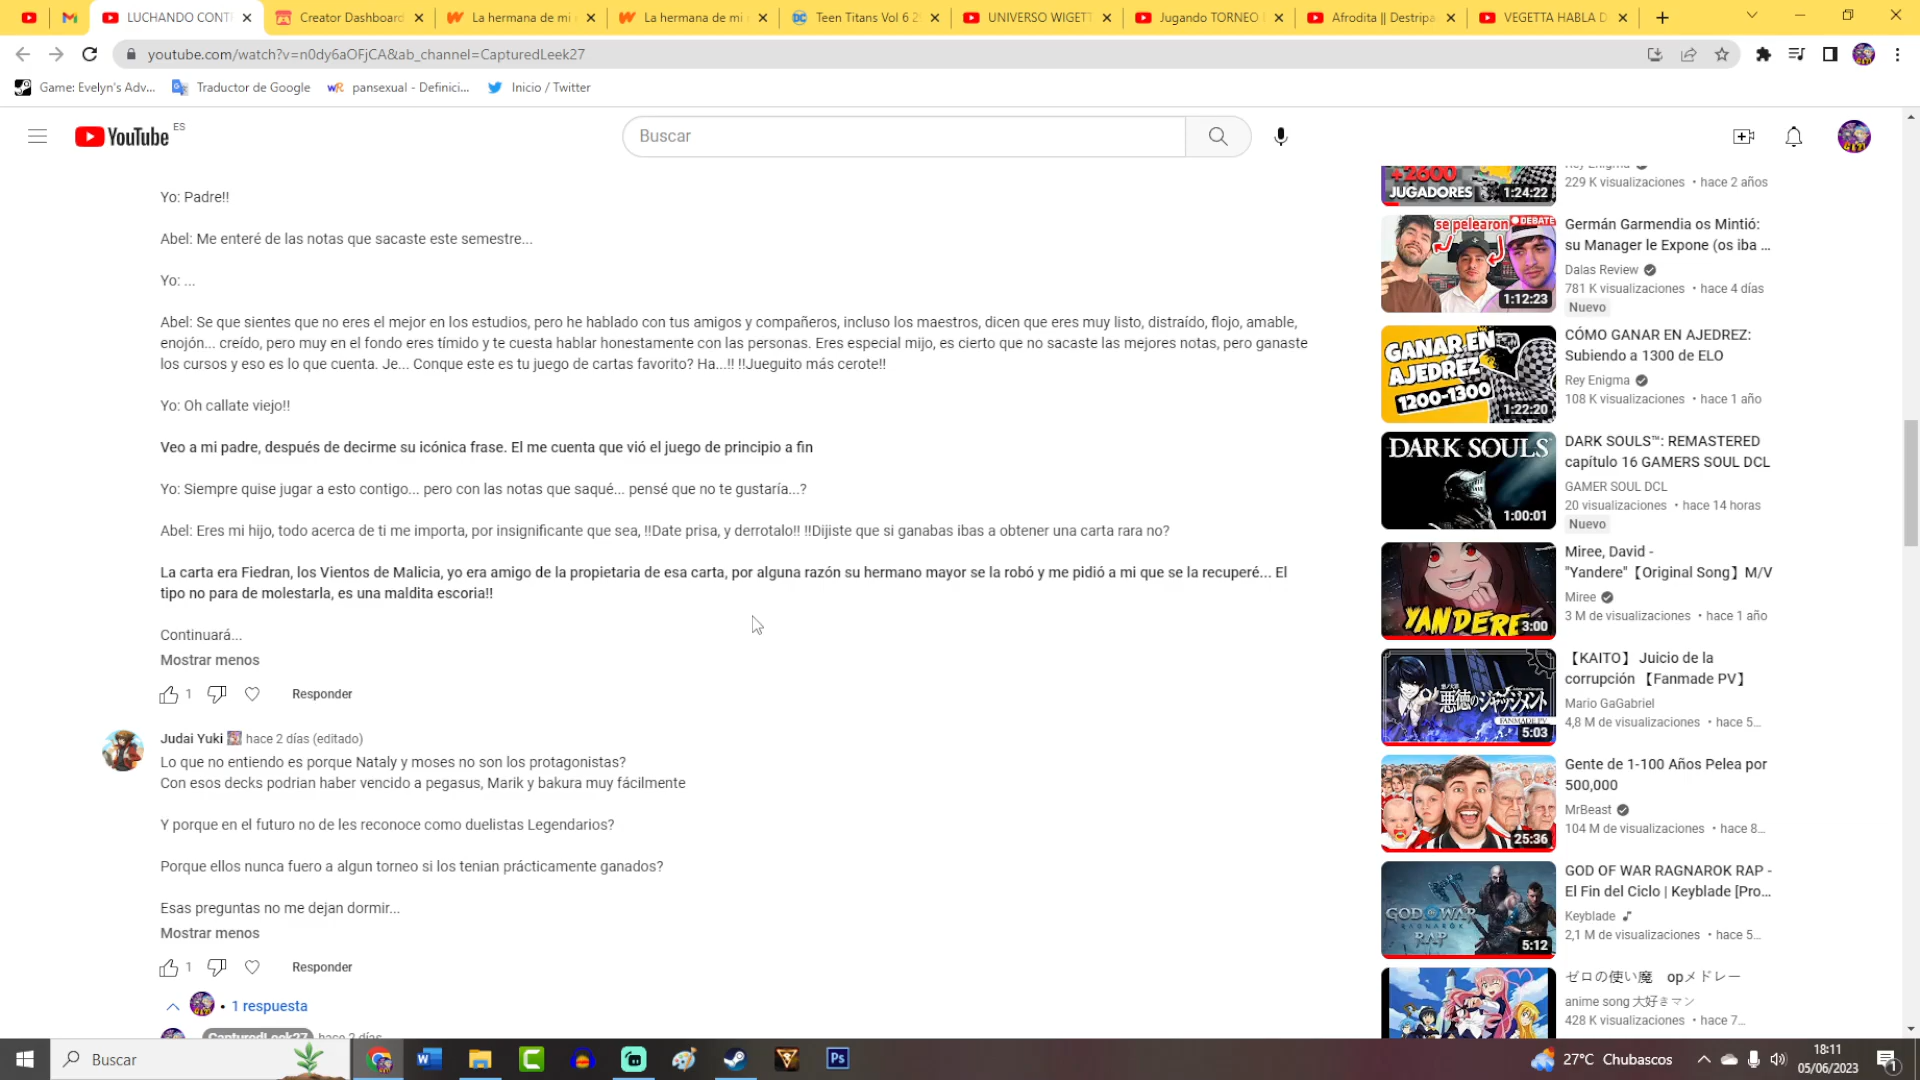 LUCHANDO CONT
Creator Dashboard
La hermana de mi
La hermana de mi
Teen Titans Vol 6 2
UNIVERSO WIGETT
Jugando TORNEO
Afrodita || Destripa
VEGETTA HABLA D
youtube.com/watch?v=n0dy6aOFjCA&ab_channel=CapturedLeek27
Game: Evelyn's Adv...
Traductor de Google
pansexual - Definici...
Inicio / Twitter
YouTube ES
Buscar
Yo: Padre!!
Abel: Me enteré de las notas que sacaste este semestre...
Yo: ...
Abel: Se que sientes que no eres el mejor en los estudios, pero he hablado con tus amigos y compañeros, incluso los maestros, dicen que eres muy listo, distraído, flojo, amable,
enojón... creído, pero muy en el fondo eres tímido y te cuesta hablar honestamente con las personas. Eres especial mijo, es cierto que no sacaste las mejores notas, pero ganaste
los cursos y eso es lo que cuenta. Je... Conque este es tu juego de cartas favorito? Ha...!! !!Jueguito más cerote!!
Yo: Oh callate viejo!!
Veo a mi padre, después de decirme su icónica frase. El me cuenta que vió el juego de principio a fin
Yo: Siempre quise jugar a esto contigo... pero con las notas que saqué... pensé que no te gustaría...?
Abel: Eres mi hijo, todo acerca de ti me importa, por insignificante que sea, !!Date prisa, y derrotalo!! !!Dijiste que si ganabas ibas a obtener una carta rara no?
La carta era Fiedran, los Vientos de Malicia, yo era amigo de la propietaria de esa carta, por alguna razón su hermano mayor se la robó y me pidió a mi que se la recuperé... El
tipo no para de molestarla, es una maldita escoria!!
Continuará...
Mostrar menos
1
Responder
Judai Yuki hace 2 días (editado)
Lo que no entiendo es porque Nataly y moses no son los protagonistas?
Con esos decks podrian haber vencido a pegasus, Marik y bakura muy fácilmente
Y porque en el futuro no de les reconoce como duelistas Legendarios?
Porque ellos nunca fuero a algun torneo si los tenian prácticamente ganados?
Esas preguntas no me dejan dormir...
Mostrar menos
1
Responder
• 1 respuesta
CapturedLeek27 hace 2 días
+2600
JUGADORES
1:24:22
Rey Enigma
229 K visualizaciones • hace 2 años
se pelearon
DEBATE
1:12:23
Germán Garmendia os Mintió:
su Manager le Expone (os iba ...
Dalas Review
781 K visualizaciones • hace 4 días
Nuevo
GANAR EN
AJEDREZ
1200-1300
1:22:20
CÓMO GANAR EN AJEDREZ:
Subiendo a 1300 de ELO
Rey Enigma
108 K visualizaciones • hace 1 año
DARK SOULS
1:00:01
DARK SOULS™: REMASTERED
capítulo 16 GAMERS SOUL DCL
GAMER SOUL DCL
20 visualizaciones • hace 14 horas
Nuevo
YANDERE
3:00
Miree, David -
"Yandere"【Original Song】M/V
Miree
3 M de visualizaciones • hace 1 año
悪徳のジャッジメント
FANMADE PV
5:03
【KAITO】 Juicio de la
corrupción 【Fanmade PV】
Mario GaGabriel
4,8 M de visualizaciones • hace 5...
25:36
Gente de 1-100 Años Pelea por
500,000
MrBeast
104 M de visualizaciones • hace 8...
GOD OF WAR
RAGNAROK
RAP
5:12
GOD OF WAR RAGNAROK RAP -
El Fin del Ciclo | Keyblade [Pro...
Keyblade
2,1 M de visualizaciones • hace 5...
ゼロの使い魔 opメドレー
anime song 大好きマン
428 K visualizaciones • hace 7...
Buscar
W
Ps
27°C Chubascos
18:11
05/06/2023
1